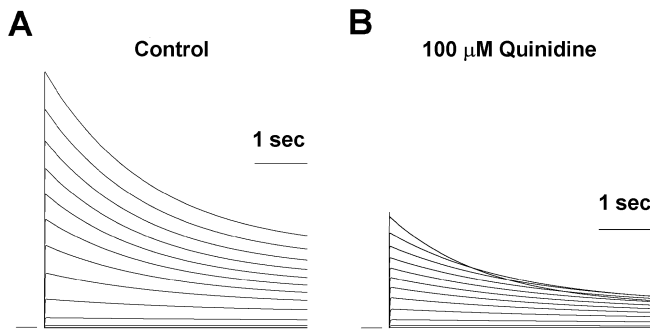 A
Control
1 sec
B
100 μM Quinidine
1 sec